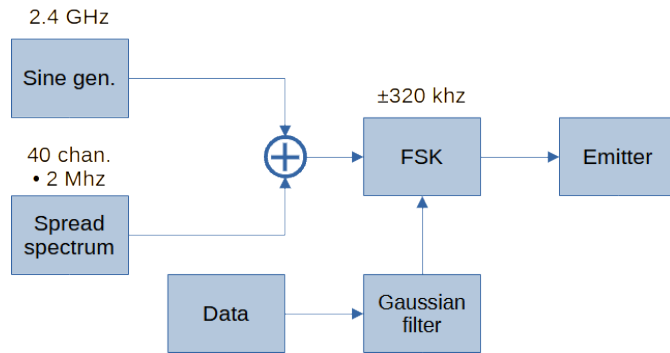 2.4 GHz
Sine gen.
40 chan.
• 2 Mhz
Spread
spectrum
±320 khz
FSK
Emitter
Data
Gaussian
filter